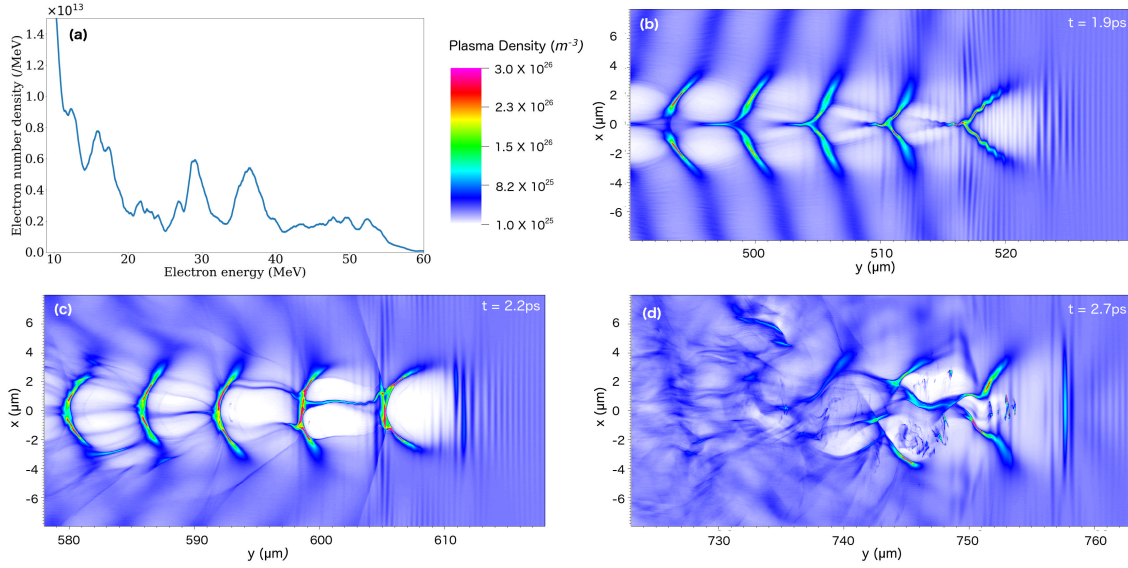 ×10^13
(a)
1.4
1.2
1.0
0.8
0.6
0.4
0.2
0.0
10 20 30 40 50 60
Electron energy (MeV)
Electron number density (/MeV)
Plasma Density (m^-3)
3.0 X 10^26
2.3 X 10^26
1.5 X 10^26
8.2 X 10^25
1.0 X 10^25
(b)
t = 1.9ps
6
4
2
0
-2
-4
-6
x (μm)
500 510 520
y (μm)
(c)
t = 2.2ps
6
4
2
0
-2
-4
-6
x (μm)
580 590 600 610
y (μm)
(d)
t = 2.7ps
6
4
2
0
-2
-4
-6
x (μm)
730 740 750 760
y (μm)